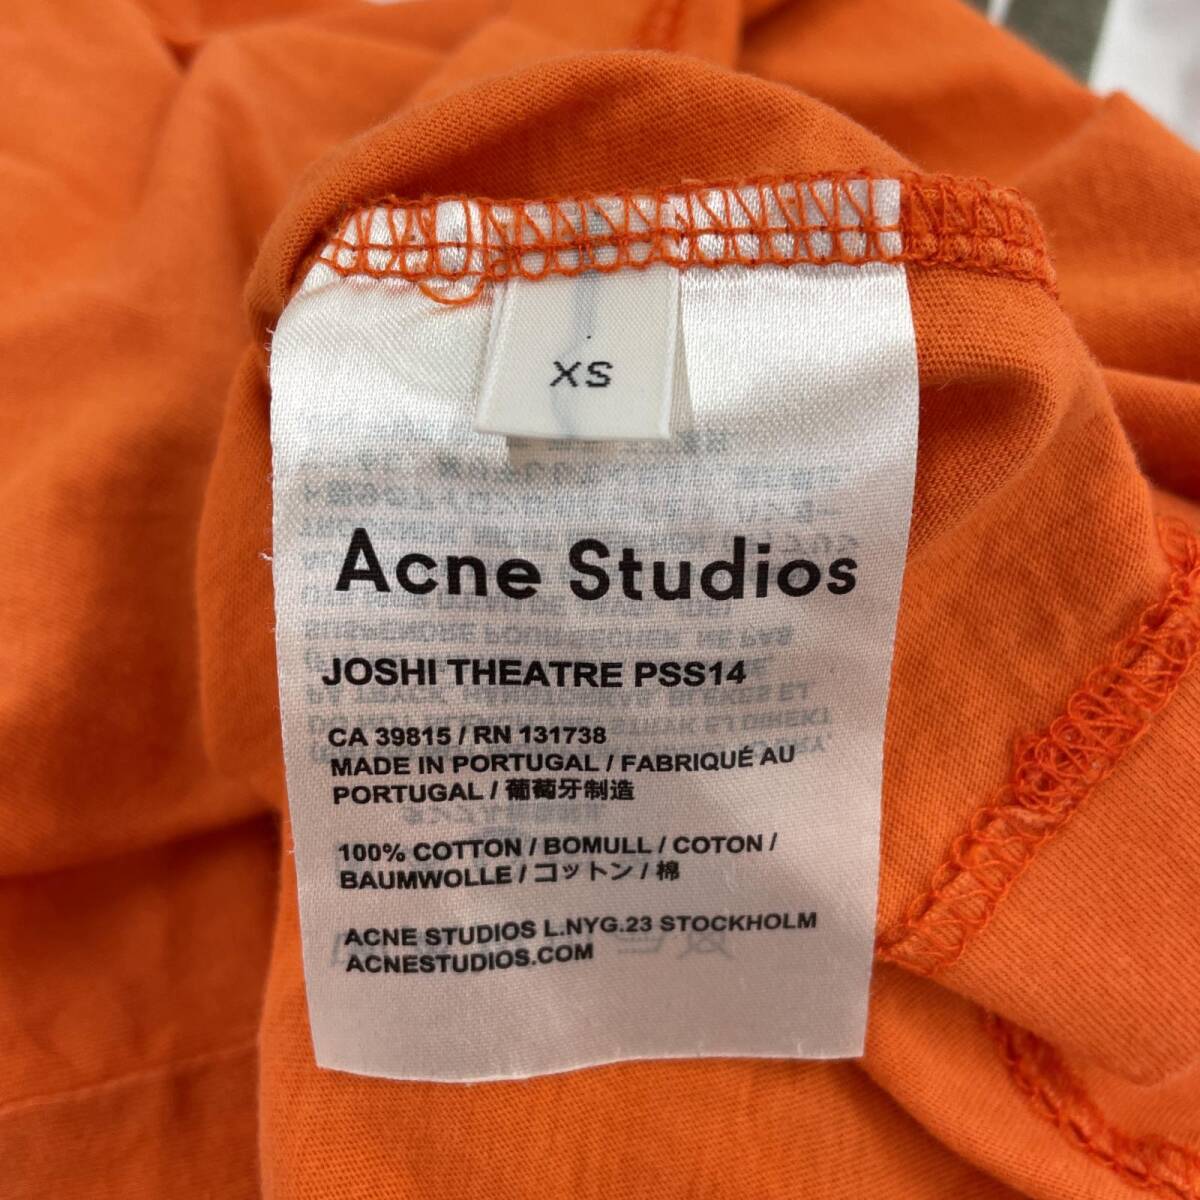 XS
Acne Studios
JOSHI THEATRE PSS14
CA 39815 / RN 131738
MADE IN PORTUGAL / FABRIQUÉ AU
PORTUGAL / 葡萄牙制造
100% COTTON / BOMULL / COTON /
BAUMWOLLE / コットン / 棉
ACNE STUDIOS L.NYG.23 STOCKHOLM
ACNESTUDIOS.COM